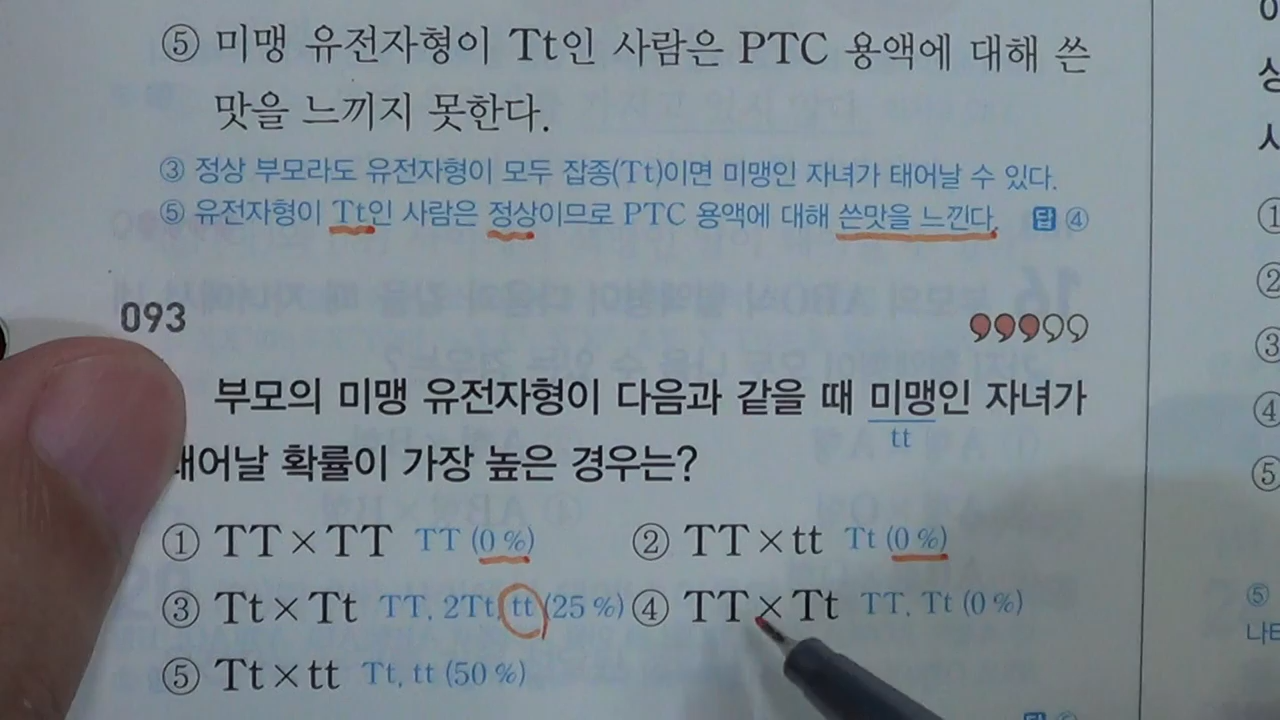 ⑤ 미맹 유전자형이 Tt인 사람은 PTC 용액에 대해 쓴
맛을 느끼지 못한다.
③ 정상 부모라도 유전자형이 모두 잡종(Tt)이면 미맹인 자녀가 태어날 수 있다.
⑤ 유전자형이 Tt인 사람은 정상이므로 PTC 용액에 대해 쓴맛을 느낀다. 답 ④
093
부모의 미맹 유전자형이 다음과 같을 때 미맹인 자녀가
tt
태어날 확률이 가장 높은 경우는?
① TT×TT TT (0 %) ② TT×tt Tt (0 %)
③ Tt×Tt TT, 2Tt, tt (25 %) ④ TT×Tt TT, Tt (0 %)
⑤ Tt×tt Tt, tt (50 %)
①
②
③
④
⑤
⑤